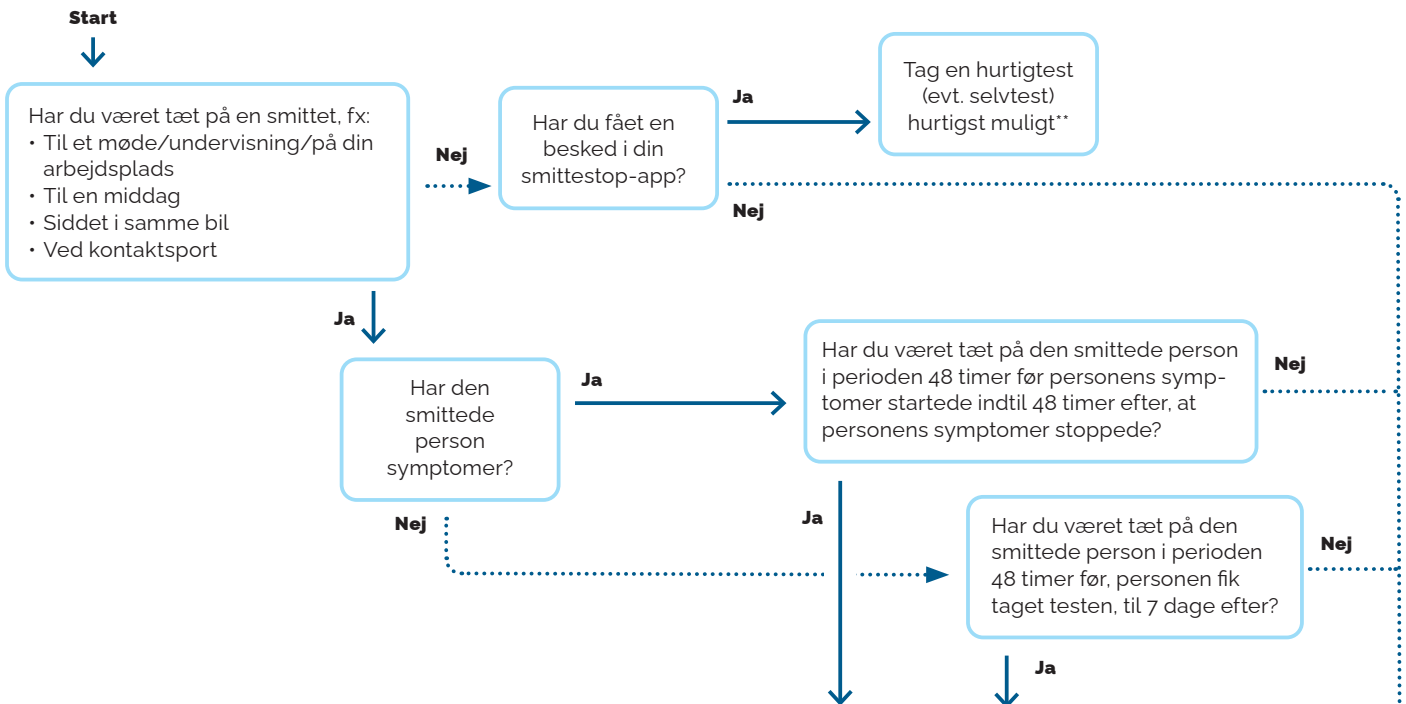 Start
Har du været tæt på en smittet, fx:
• Til et møde/undervisning/på din
arbejdsplads
• Til en middag
• Siddet i samme bil
• Ved kontaktsport
Nej
Har du fået en
besked i din
smittestop-app?
Ja
Tag en hurtigtest
(evt. selvtest)
hurtigst muligt**
Nej
Ja
Har den
smittede
person
symptomer?
Ja
Har du været tæt på den smittede person
i perioden 48 timer før personens symp-
tomer startede indtil 48 timer efter, at
personens symptomer stoppede?
Nej
Nej
Ja
Har du været tæt på den
smittede person i perioden
48 timer før, personen fik
taget testen, til 7 dage efter?
Nej
Ja